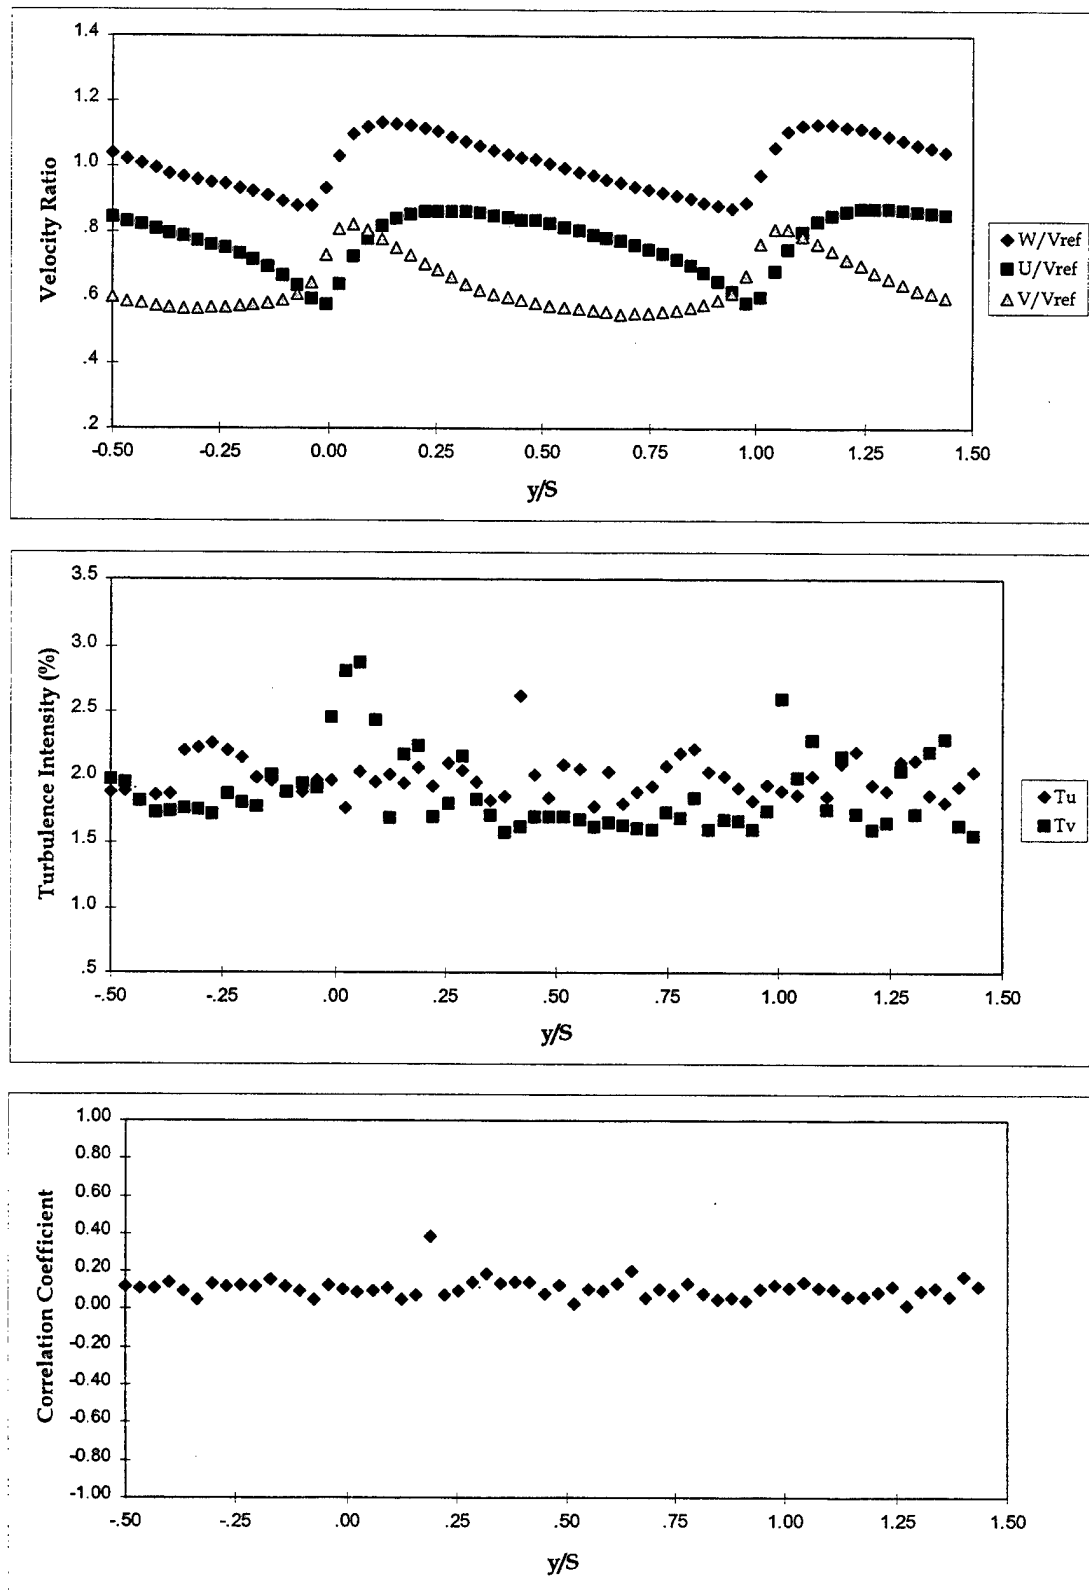 1.4
1.2
1.0
.8
.6
.4
.2
Velocity Ratio
-0.50 -0.25 0.00 0.25 0.50 0.75 1.00 1.25 1.50
y/S
W/Vref
U/Vref
V/Vref
3.5
3.0
2.5
2.0
1.5
1.0
.5
Turbulence Intensity (%)
-.50 -.25 .00 .25 .50 .75 1.00 1.25 1.50
y/S
Tu
Tv
1.00
0.80
0.60
0.40
0.20
0.00
-0.20
-0.40
-0.60
-0.80
-1.00
Correlation Coefficient
-.50 -.25 .00 .25 .50 .75 1.00 1.25 1.50
y/S